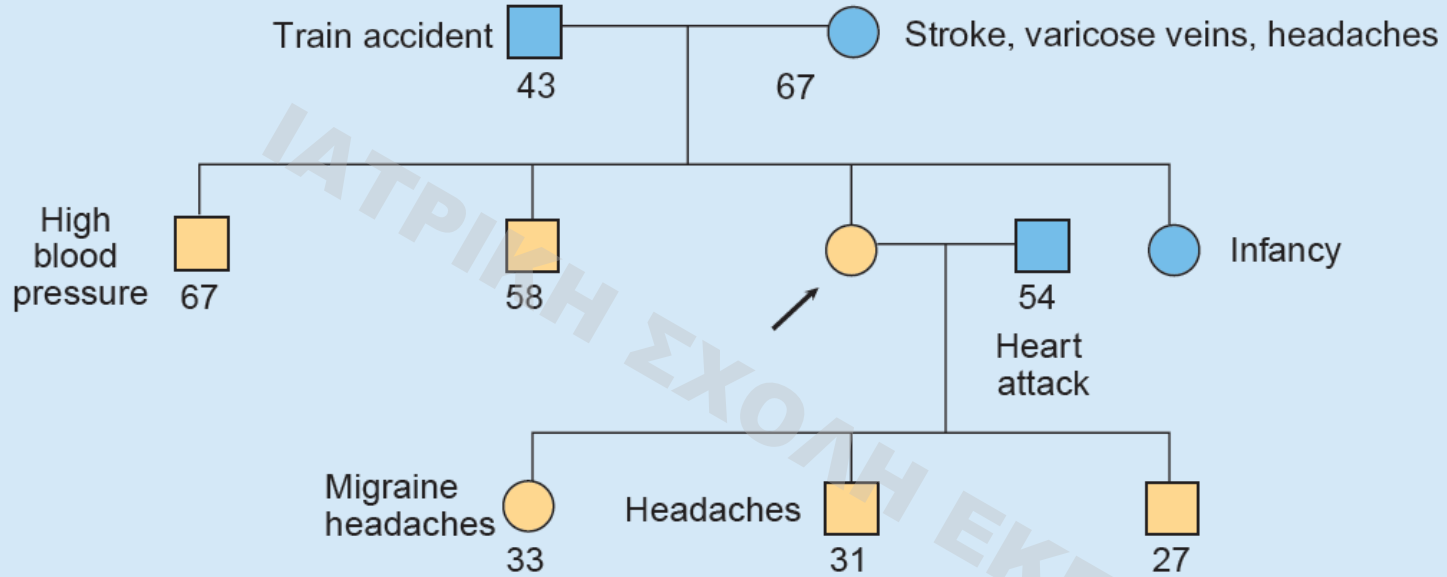 Train accident
Stroke, varicose veins, headaches
43
67
High
blood
pressure
67
58
54
Heart
attack
Infancy
Migraine
headaches
33
Headaches
31
27
ΙΑΤΡΙΚΗ ΣΧΟΛΗ